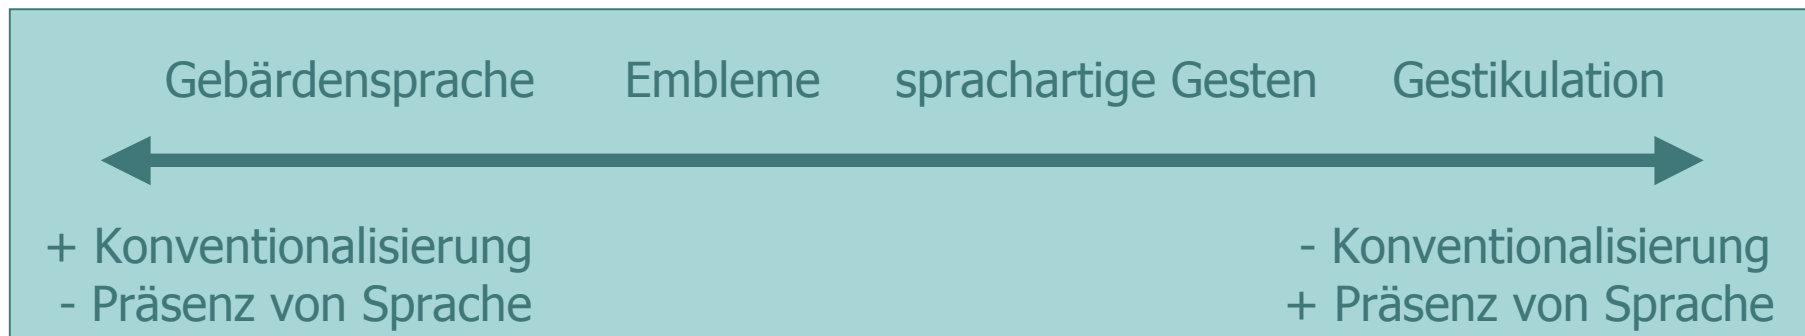 Gebärdensprache Embleme sprachartige Gesten Gestikulation
+ Konventionalisierung - Konventionalisierung
- Präsenz von Sprache + Präsenz von Sprache